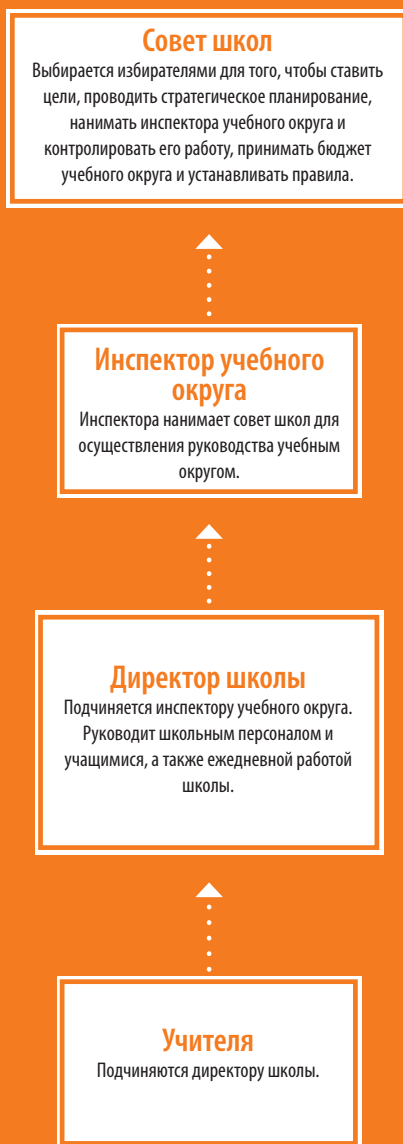 Совет школ
Выбирается избирателями для того, чтобы ставить
цели, проводить стратегическое планирование,
нанимать инспектора учебного округа и
контролировать его работу, принимать бюджет
учебного округа и устанавливать правила.
Инспектор учебного
округа
Инспектора нанимает совет школ для
осуществления руководства учебным
округом.
Директор школы
Подчиняется инспектору учебного округа.
Руководит школьным персоналом и
учащимися, а также ежедневной работой
школы.
Учителя
Подчиняются директору школы.